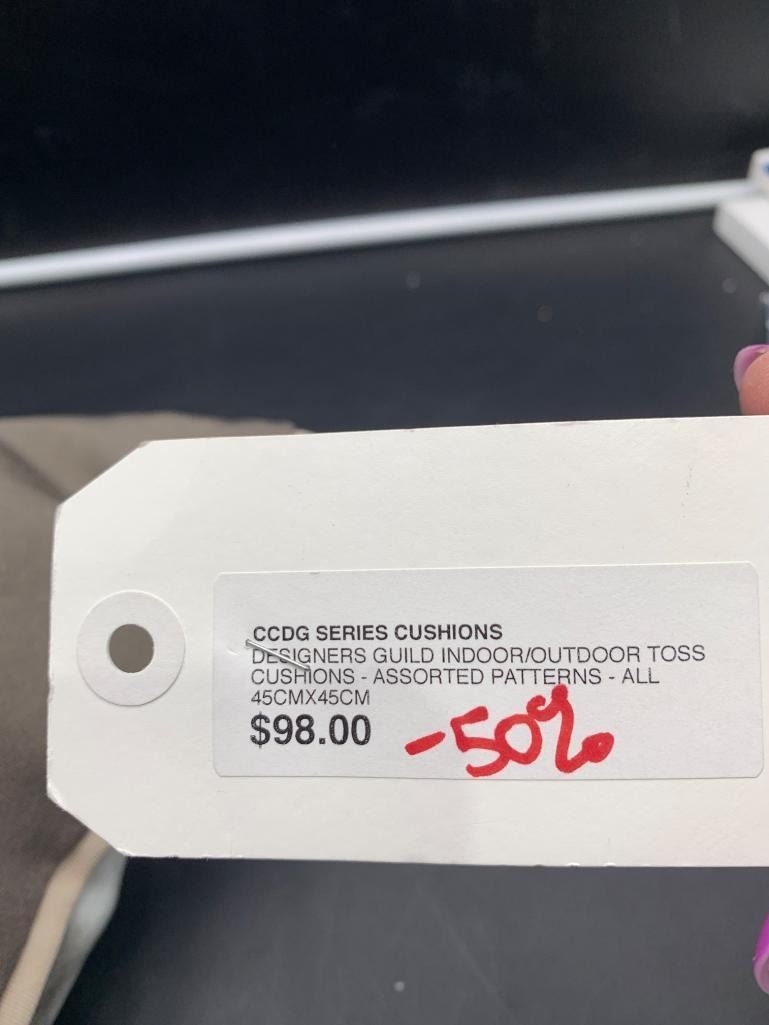 CCDG SERIES CUSHIONS
DESIGNERS GUILD INDOOR/OUTDOOR TOSS
CUSHIONS - ASSORTED PATTERNS - ALL
45CMX45CM
$98.00 -50%